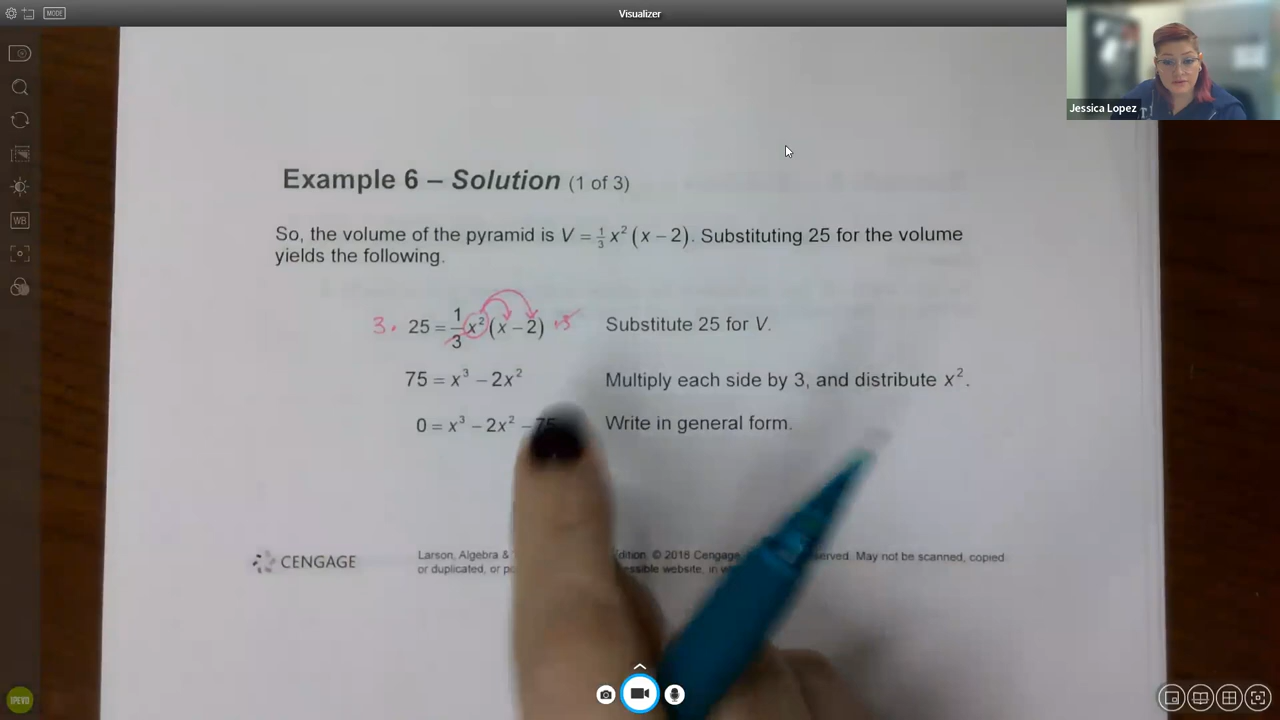 MODE
Visualizer
Jessica Lopez
WB
Example 6 – Solution (1 of 3)
So, the volume of the pyramid is V = 1/3 x² (x – 2). Substituting 25 for the volume
yields the following.
3. 25 = 1/3 x² (x – 2) .3 Substitute 25 for V.
75 = x³ – 2x² Multiply each side by 3, and distribute x².
0 = x³ – 2x² – 75 Write in general form.
CENGAGE
Larson, Algebra & dition. © 2018 Cengage. served. May not be scanned, copied
or duplicated, or essible website, in
IPEVO